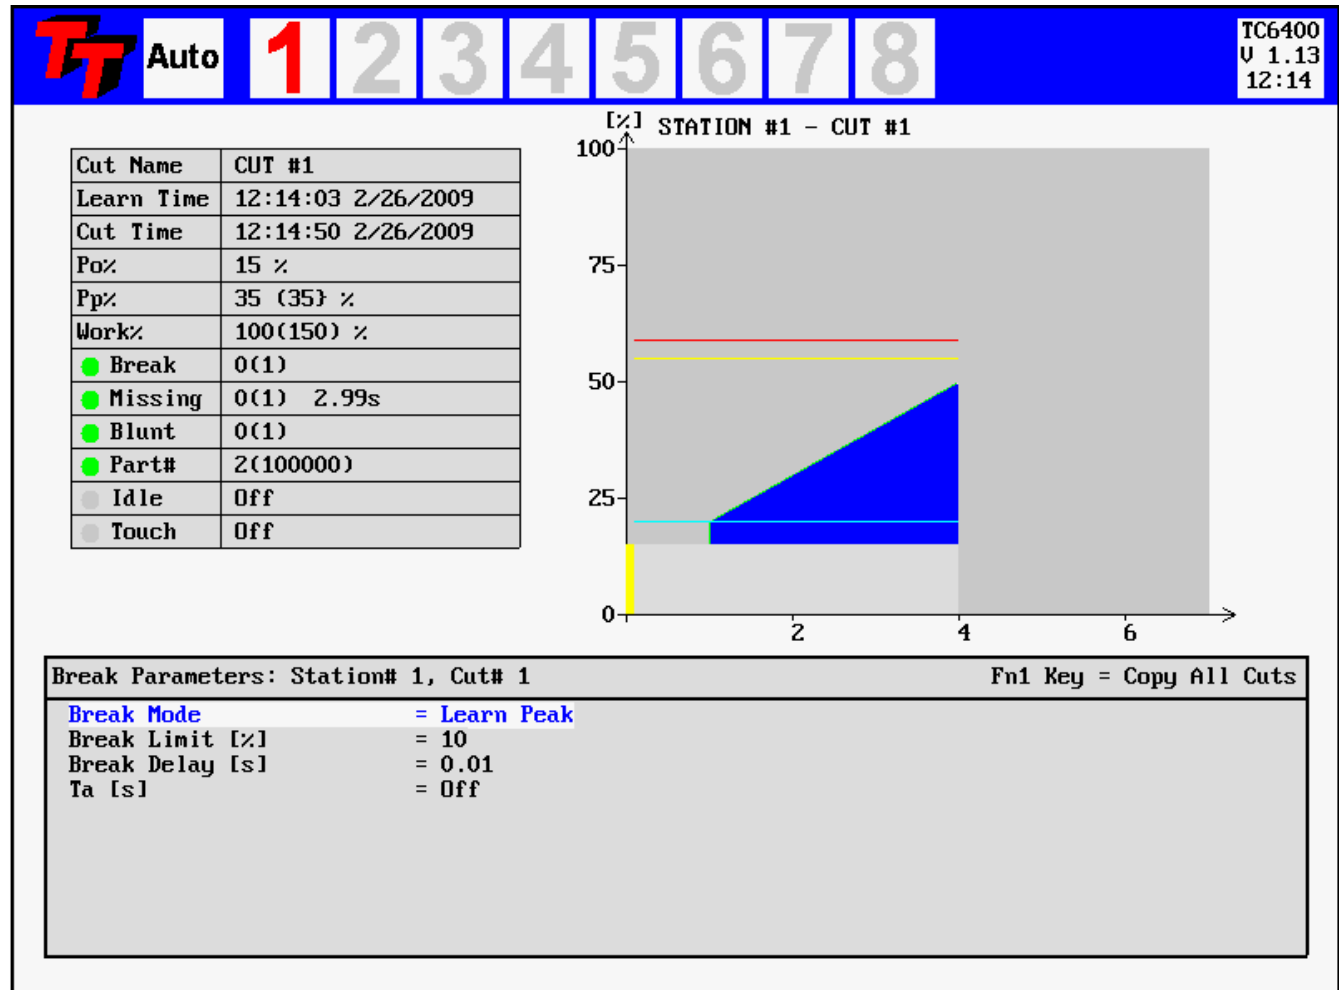 TT Auto 1 2 3 4 5 6 7 8 TC6400
V 1.13
12:14
[%] STATION #1 - CUT #1
Cut Name CUT #1
Learn Time 12:14:03 2/26/2009
Cut Time 12:14:50 2/26/2009
Po% 15 %
Pp% 35 (35} %
Work% 100(150) %
Break 0(1)
Missing 0(1) 2.99s
Blunt 0(1)
Part# 2(100000)
Idle Off
Touch Off
100
75
50
25
0
2 4 6
Break Parameters: Station# 1, Cut# 1 Fn1 Key = Copy All Cuts
Break Mode = Learn Peak
Break Limit [%] = 10
Break Delay [s] = 0.01
Ta [s] = Off